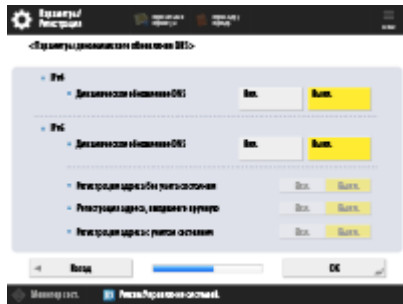 Параметры/
Регистрация
<Параметры динамического обновления DNS>
IPv4
Динамическое обновление DNS Вкл. Выкл.
IPv6
Динамическое обновление DNS Вкл. Выкл.
Регистрация адреса без учета состояния Вкл. Выкл.
Регистрация адреса, введенного вручную Вкл. Выкл.
Регистрация адреса с учетом состояния Вкл. Выкл.
Назад OK
Монитор сост.